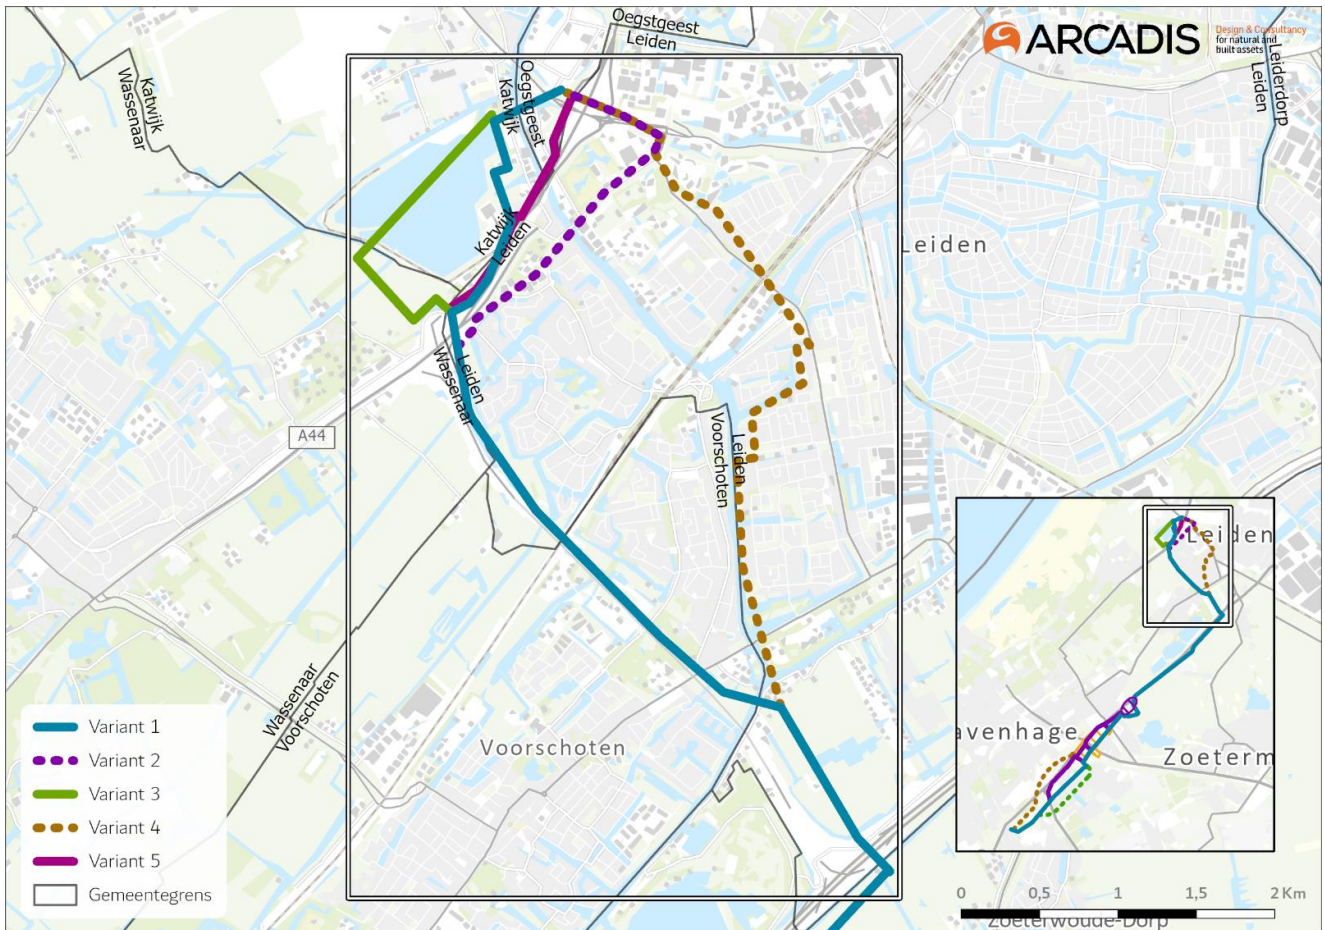 Oegstgeest
Leiden
ARCADIS
Design & Consultancy
for natural and
built assets
Leiderdorp
Leiden
Katwijk
Wassenaar
Oegstgeest
Katwijk
Katwijk
Leiden
Leiden
Leiden
Wassenaar
A44
Leiden
Voorschoten
Wassenaar
Voorschoten
Voorschoten
Variant 1
Variant 2
Variant 3
Variant 4
Variant 5
Gemeentegrens
Leiden
avenhage
Zoeterm
0 0,5 1 1,5 2 Km
Zoeterwoude-Dorp